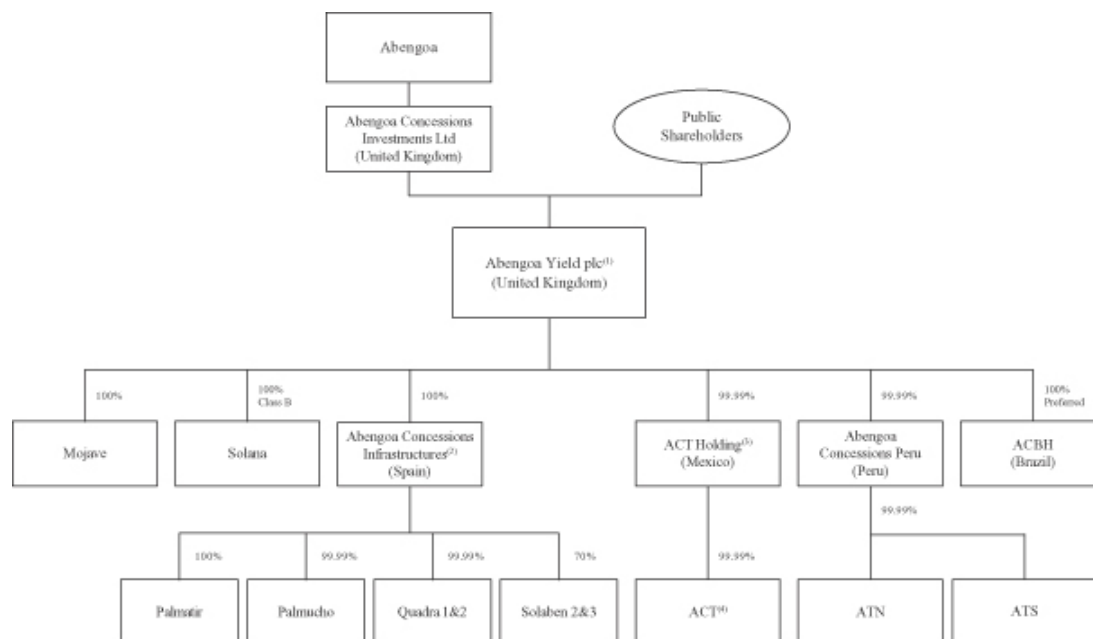 Abengoa
Abengoa Concessions
Investments Ltd
(United Kingdom)
Public
Shareholders
Abengoa Yield plc(1)
(United Kingdom)
100%
100%
Class B
100%
99.99%
99.99%
100%
Preferred
Mojave
Solana
Abengoa Concessions
Infrastructures(2)
(Spain)
ACT Holding(3)
(Mexico)
Abengoa
Concessions Peru
(Peru)
ACBH
(Brazil)
100%
99.99%
99.99%
70%
99.99%
99.99%
Palmatir
Palmucho
Quadra 1&2
Solaben 2&3
ACT(4)
ATN
ATS